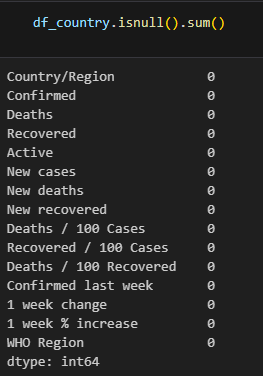 df_country.isnull().sum()
Country/Region 0
Confirmed 0
Deaths 0
Recovered 0
Active 0
New cases 0
New deaths 0
New recovered 0
Deaths / 100 Cases 0
Recovered / 100 Cases 0
Deaths / 100 Recovered 0
Confirmed last week 0
1 week change 0
1 week % increase 0
WHO Region 0
dtype: int64